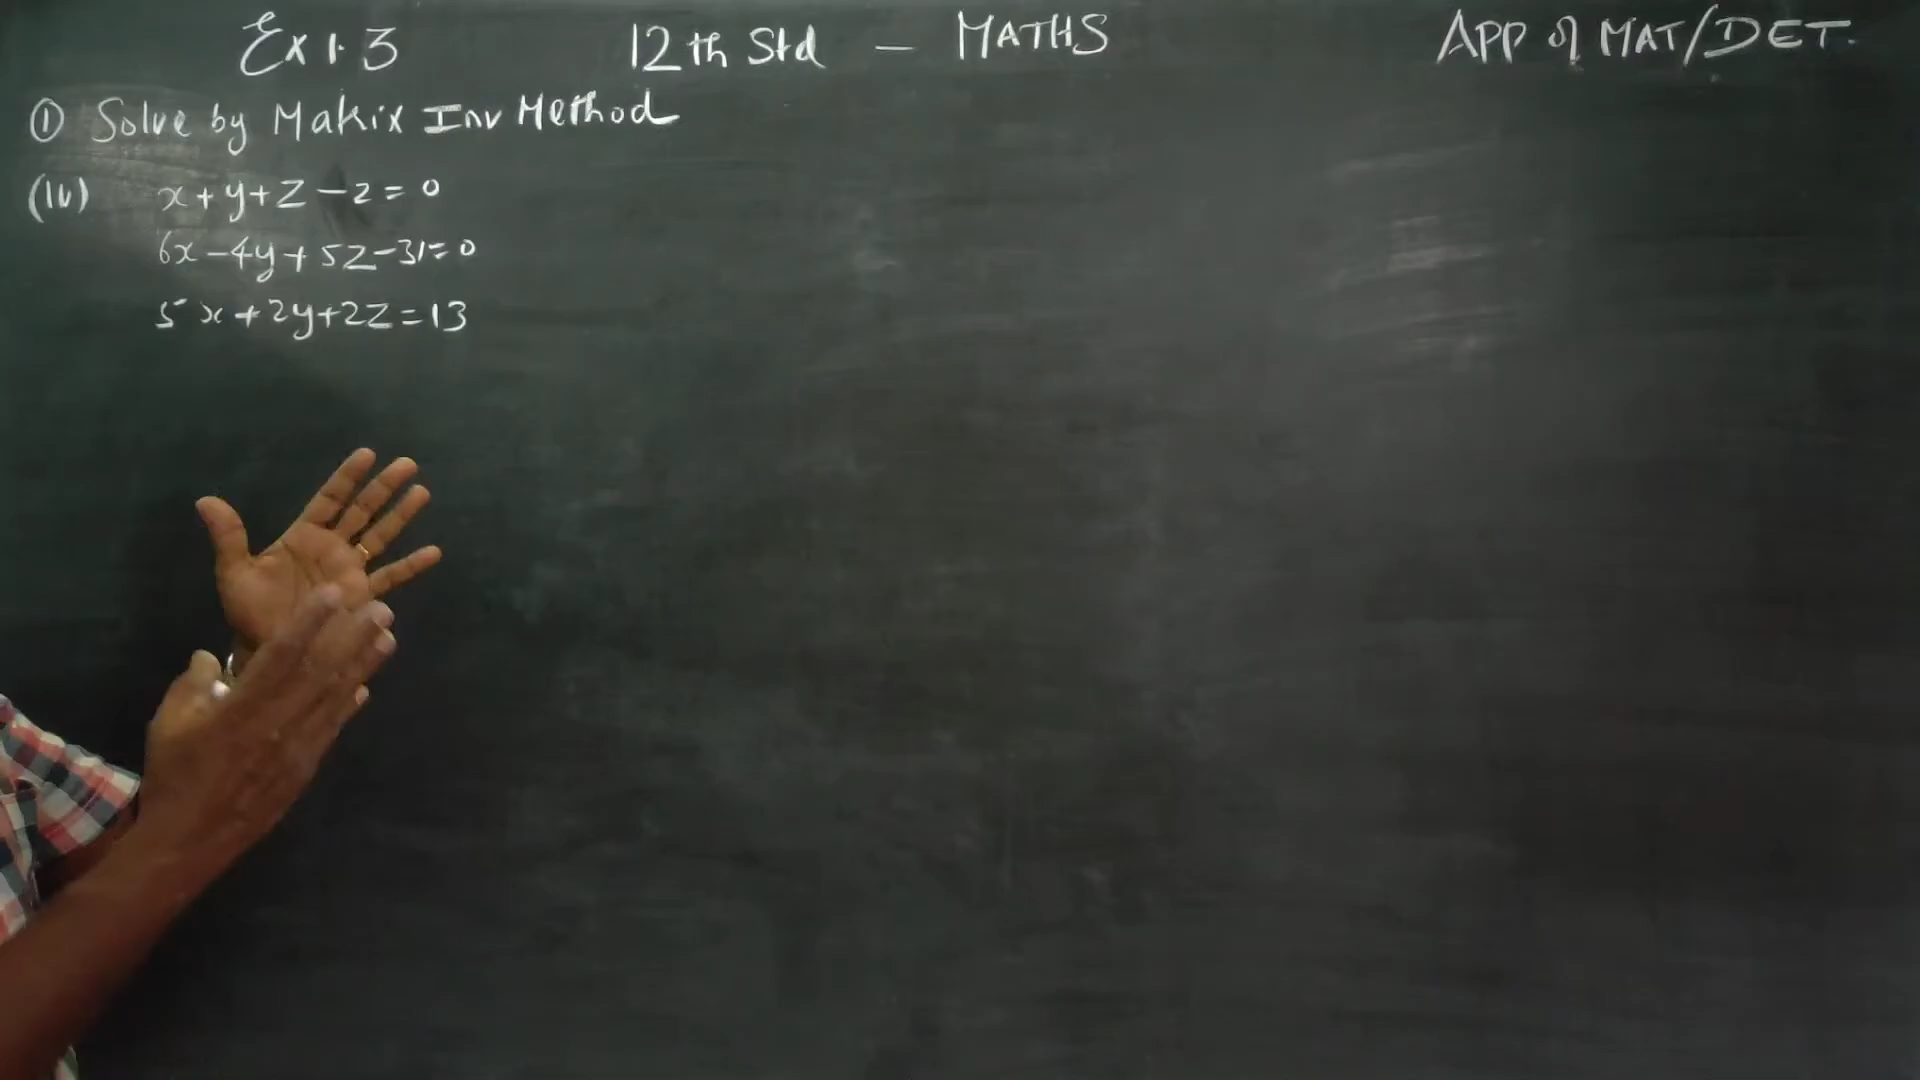 Ex 1.3 12th Std - MATHS APP of MAT/DET.
① Solve by Matrix Inv Method
(iv) x+y+z-2=0
6x-4y+5z-31=0
5x+2y+2z=13